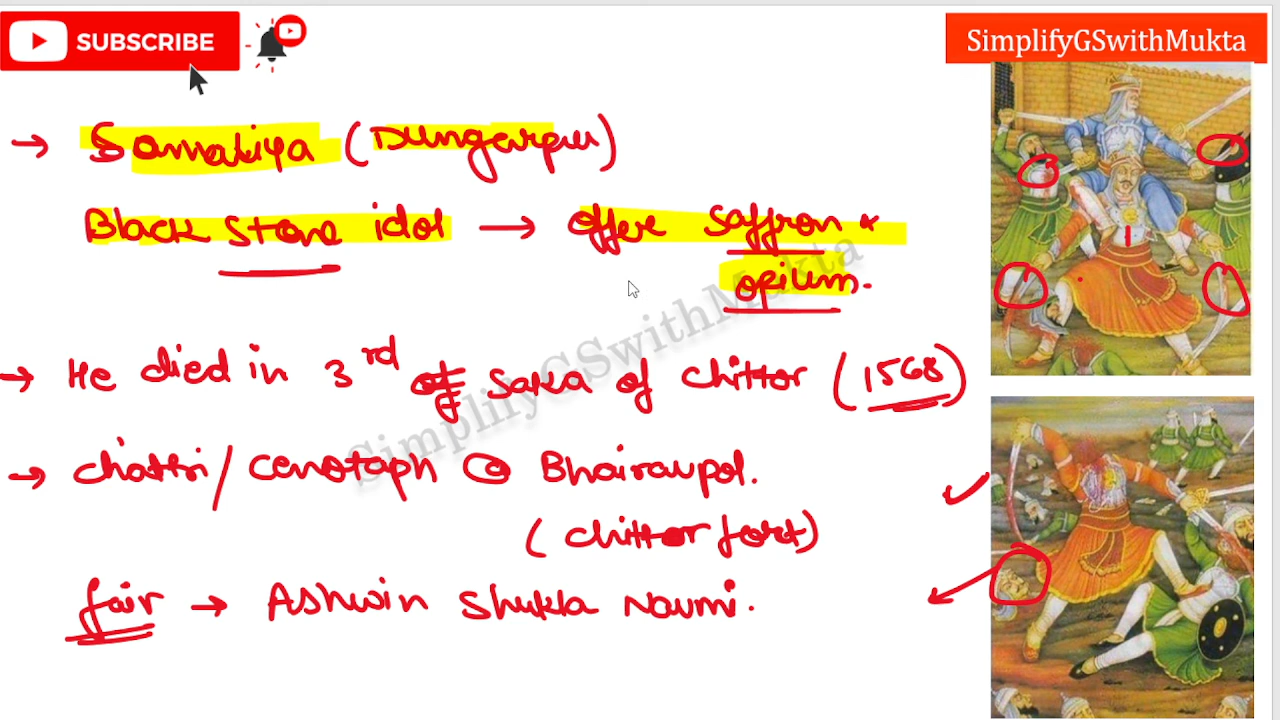 SUBSCRIBE
SimplifyGSwithMukta
→ Samaliya (Dungarpur)
Black stone idol → offer saffron &
opium.
→ He died in 3rd of saka of Chittor (1568)
→ chattri/cenotaph @ Bhairavpol.
(chittor fort)
fair → Ashwin Shukla Navmi.
SimplifyGSwithMukta